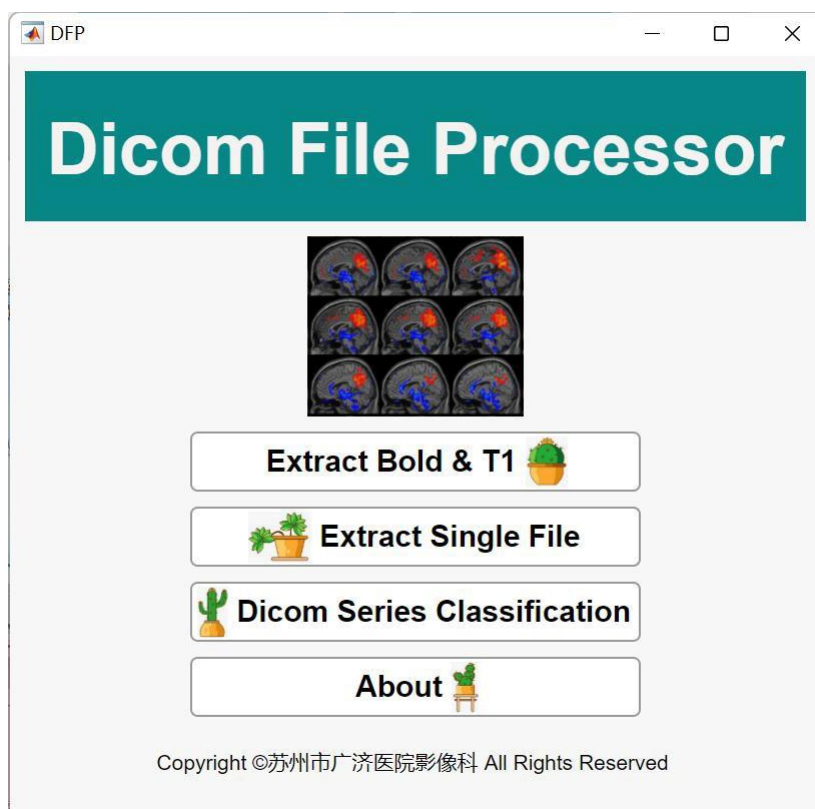 DFP
Dicom File Processor
Extract Bold & T1
Extract Single File
Dicom Series Classification
About
Copyright ©苏州市广济医院影像科 All Rights Reserved